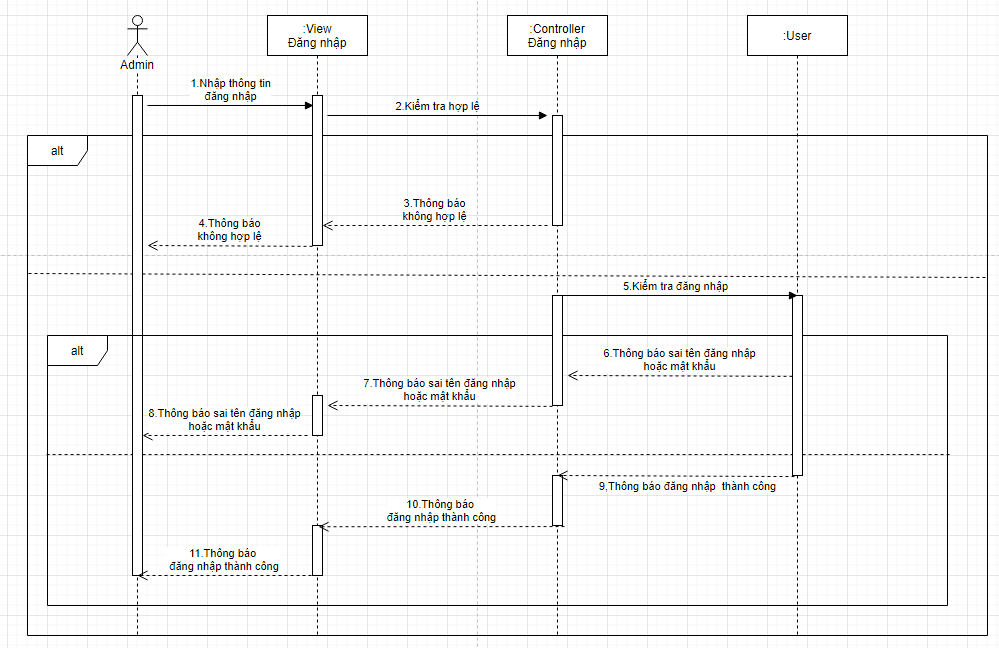 :View
Đăng nhập
:Controller
Đăng nhập
:User
Admin
1.Nhập thông tin
đăng nhập
2.Kiểm tra hợp lệ
alt
3.Thông báo
không hợp lệ
4.Thông báo
không hợp lệ
5.Kiểm tra đăng nhập
alt
6.Thông báo sai tên đăng nhập
hoặc mật khẩu
7.Thông báo sai tên đăng nhập
hoặc mật khẩu
8.Thông báo sai tên đăng nhập
hoặc mật khẩu
9,Thông báo đăng nhập thành công
10.Thông báo
đăng nhập thành công
11.Thông báo
đăng nhập thành công